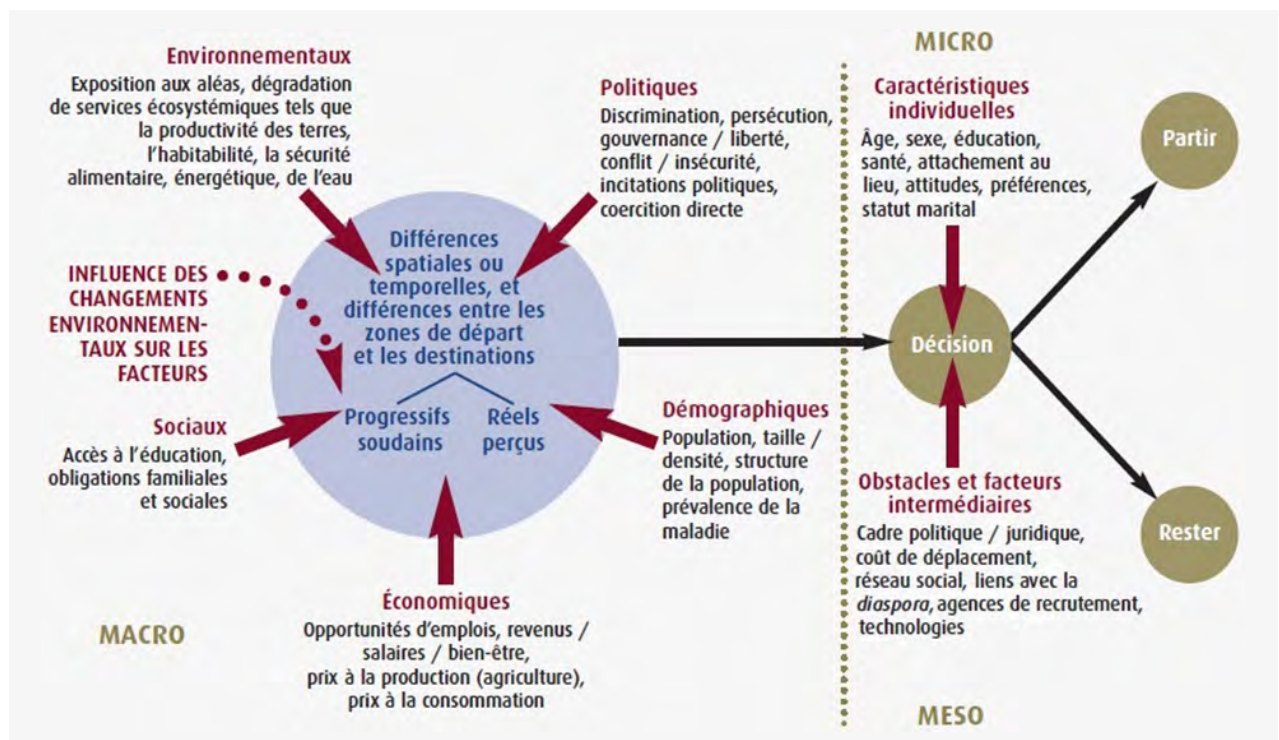 Environnementaux
Exposition aux aléas, dégradation
de services écosystémiques tels que
la productivité des terres,
l'habitabilité, la sécurité
alimentaire, énergétique, de l'eau
Politiques
Discrimination, persécution,
gouvernance / liberté,
conflit / insécurité,
incitations politiques,
coercition directe
INFLUENCE DES
CHANGEMENTS
ENVIRONNEMEN-
TAUX SUR LES
FACTEURS
Différences
spatiales ou
temporelles, et
différences entre les
zones de départ
et les destinations
Progressifs
soudains
Réels
perçus
Sociaux
Accès à l'éducation,
obligations familiales
et sociales
Démographiques
Population, taille /
densité, structure
de la population,
prévalence de la
maladie
Économiques
Opportunités d'emplois, revenus /
salaires / bien-être,
prix à la production (agriculture),
prix à la consommation
MACRO
MICRO
Caractéristiques
individuelles
Âge, sexe, éducation,
santé, attachement au
lieu, attitudes, préférences,
statut marital
Décision
Partir
Rester
Obstacles et facteurs
intermédiaires
Cadre politique / juridique,
coût de déplacement,
réseau social, liens avec la
diaspora, agences de recrutement,
technologies
MESO